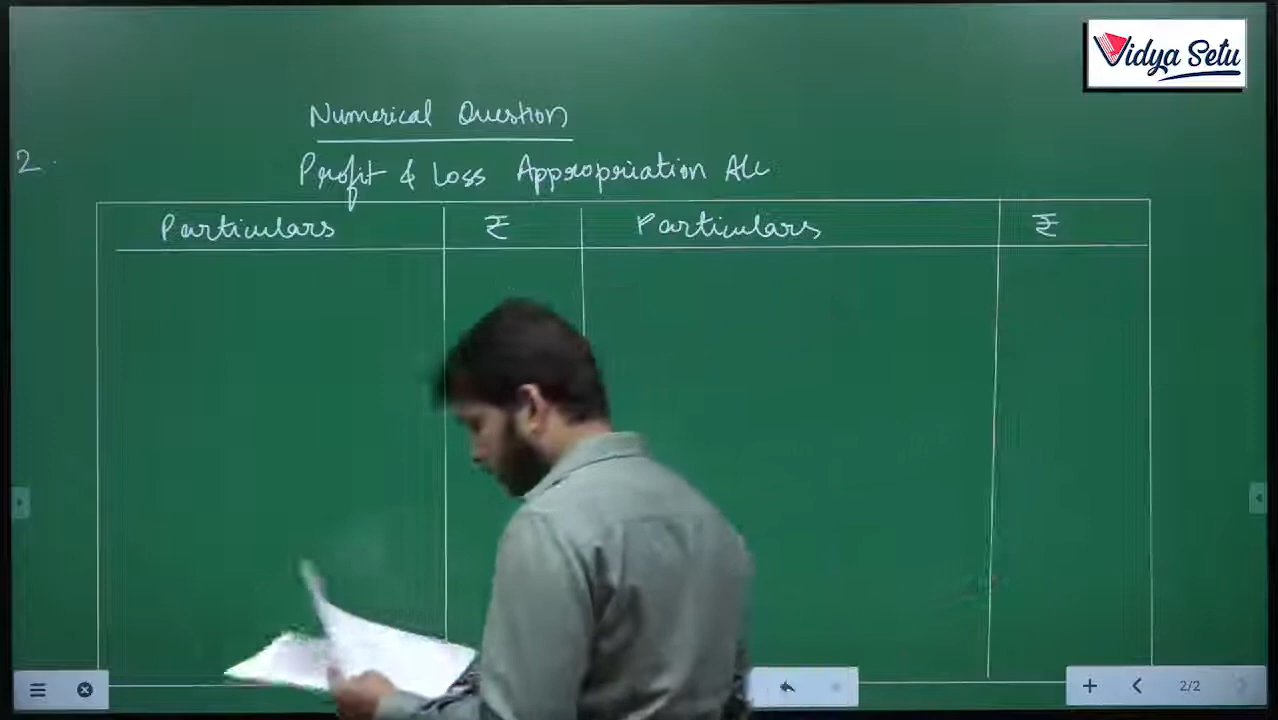 Vidya Setu
Numerical Question
2.
Profit & Loss Appropriation A/c
Particulars ₹ Particulars ₹
2/2